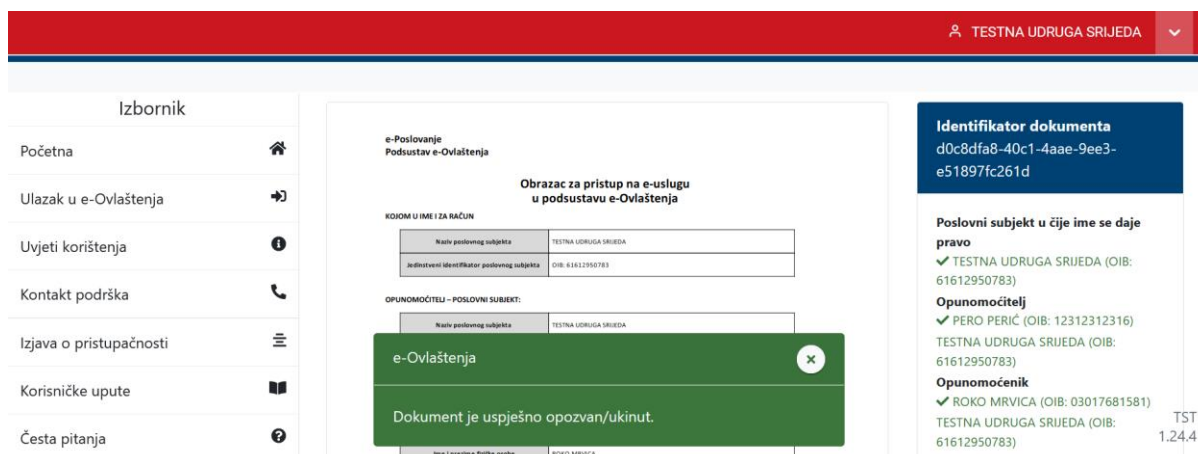 TESTNA UDRUGA SRIJEDA
Izbornik
Početna
Ulazak u e-Ovlaštenja
Uvjeti korištenja
Kontakt podrška
Izjava o pristupačnosti
Korisničke upute
Česta pitanja
e-Poslovanje
Podsustav e-Ovlaštenja
Obrazac za pristup na e-uslugu
u podsustavu e-Ovlaštenja
KOJOM U IME I ZA RAČUN
Naziv poslovnog subjekta TESTNA UDRUGA SRIJEDA
Jedinstveni identifikator poslovnog subjekta OIB: 61612950783
OPUNOMOĆITELJ – POSLOVNI SUBJEKT:
Naziv poslovnog subjekta TESTNA UDRUGA SRIJEDA
e-Ovlaštenja
Dokument je uspješno opozvan/ukinut.
Ime i prezime fizičke osobe ROKO MRVICA
Identifikator dokumenta
d0c8dfa8-40c1-4aae-9ee3-
e51897fc261d
Poslovni subjekt u čije ime se daje
pravo
TESTNA UDRUGA SRIJEDA (OIB:
61612950783)
Opunomoćitelj
PERO PERIĆ (OIB: 12312312316)
TESTNA UDRUGA SRIJEDA (OIB:
61612950783)
Opunomoćenik
ROKO MRVICA (OIB: 03017681581)
TESTNA UDRUGA SRIJEDA (OIB:
61612950783)
TST
1.24.4